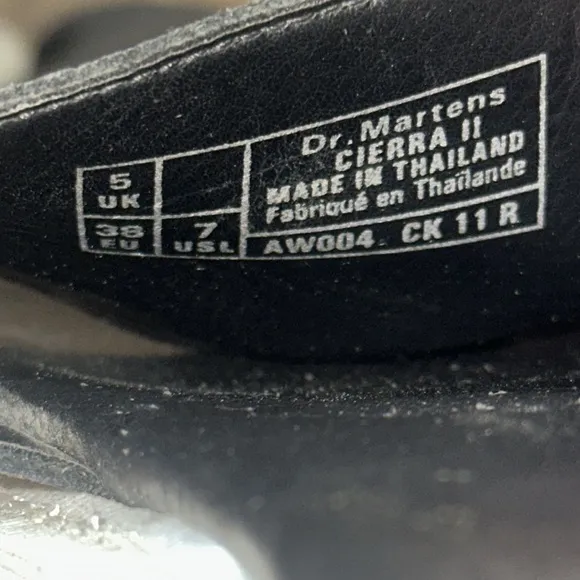 5
UK
38
EU
7
USL
Dr. Martens
CIERRA II
MADE IN THAILAND
Fabriqué en Thaïlande
AW004 CK 11 R